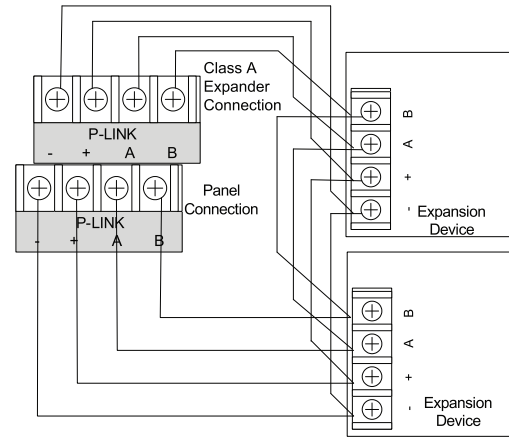 Class A
Expander
Connection
P-LINK
- + A B
Panel
Connection
P-LINK
- + A B
B
A
+
-
Expansion
Device
B
A
+
-
Expansion
Device